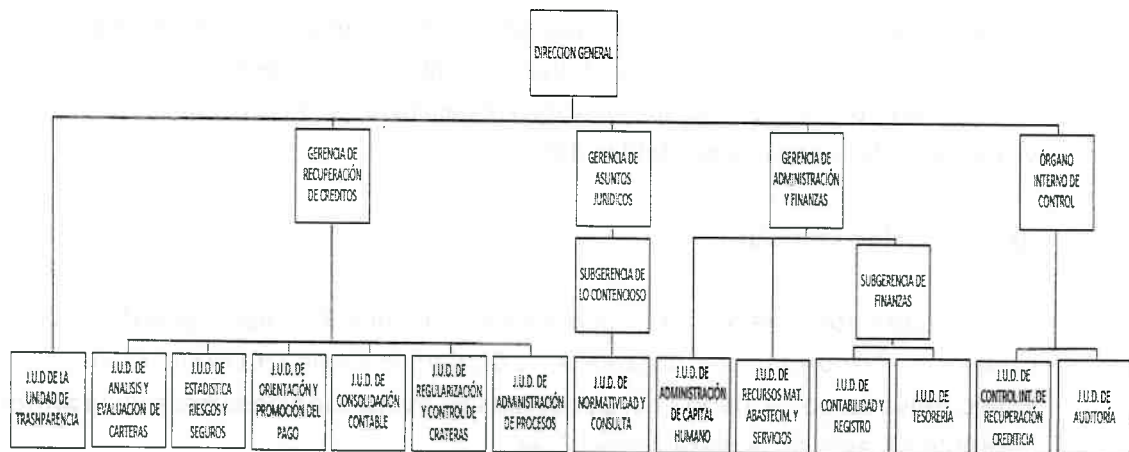 DIRECCION GENERAL
GERENCIA DE
RECUPERACIÓN
DE CREDITOS
GERENCIA DE
ASUNTOS
JURIDICOS
GERENCIA DE
ADMINISTRACIÓN
Y FINANZAS
ÓRGANO
INTERNO DE
CONTROL
SUBGERENCIA DE
LO CONTENCIOSO
SUBGERENCIA DE
FINANZAS
J.U.D DE LA
UNIDAD DE
TRASNPARENCIA
J.U.D. DE
ANALISIS Y
EVALUACION DE
CARTERAS
J.U.D. DE
ESTADISTICA
RIESGOS Y
SEGUROS
J.U.D. DE
ORIENTACIÓN Y
PROMOCIÓN DEL
PAGO
J.U.D. DE
CONSOLIDACIÓN
CONTABLE
J.U.D. DE
REGULARIZACIÓN
Y CONTROL DE
CRATERAS
J.U.D. DE
ADMINISTRACIÓN
DE PROCESOS
J.U.D. DE
NORMATIVIDAD Y
CONSULTA
J.U.D. DE
ADMINISTRACIÓN
DE CAPITAL
HUMANO
J.U.D. DE
RECURSOS MAT.
ABASTECIM. Y
SERVICIOS
J.U.D. DE
CONTABILIDAD Y
REGISTRO
J.U.D. DE
TESORERÍA
J.U.D. DE
CONTROL INT. DE
RECUPERACIÓN
CREDITICIA
J.U.D. DE
AUDITORÍA